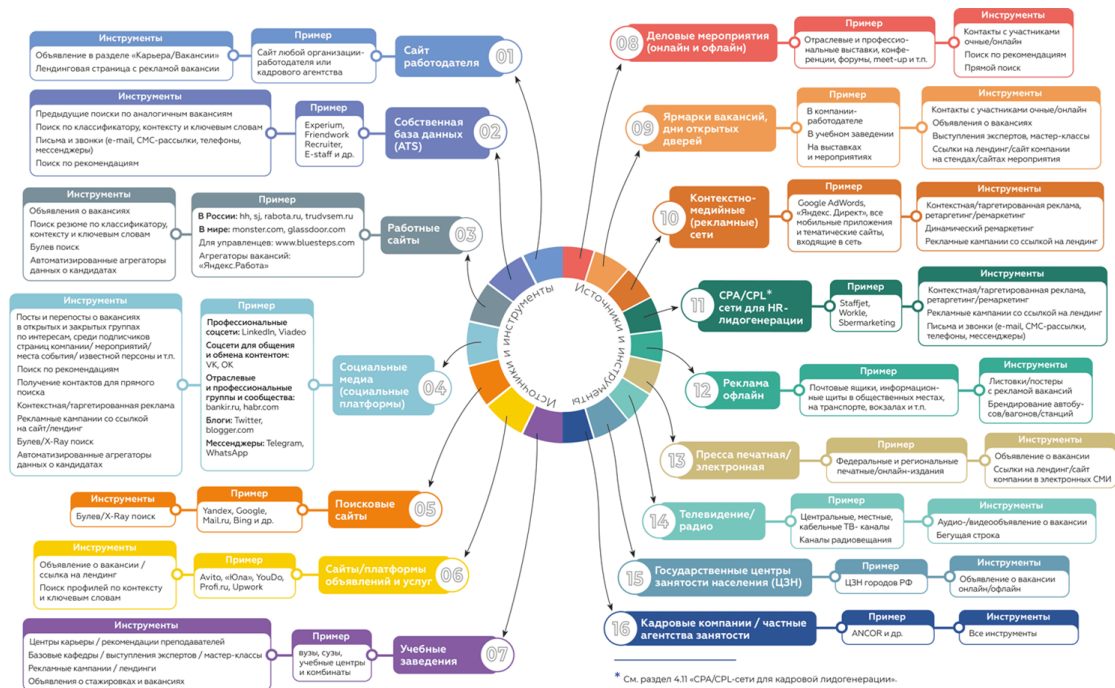 Инструменты
Объявление в разделе «Карьера/Вакансии»
Лендинговая страница с рекламой вакансии
Пример
Сайт любой организации-
работодателя или
кадрового агентства
Сайт
работодателя
01
Инструменты
Предыдущие поиски по аналогичным вакансиям
Поиск по классификатору, контексту и ключевым словам
Письма и звонки (e-mail, СМС-рассылки, телефоны,
мессенджеры)
Поиск по рекомендациям
Пример
Experium,
Friendwork
Recruiter,
E-staff и др.
Собственная
база данных
(ATS)
02
Инструменты
Объявления о вакансиях
Поиск резюме по классификатору,
контексту и ключевым словам
Булев поиск
Автоматизированные агрегаторы
данных о кандидатах
Пример
В России: hh, sj, rabota.ru, trudvsem.ru
В мире: monster.com, glassdoor.com
Для управленцев: www.bluesteps.com
Агрегаторы вакансий:
«Яндекс.Работа»
Работные
сайты
03
Инструменты
Посты и перепосты о вакансиях
в открытых и закрытых группах
по интересам, среди подписчиков
страниц компании/ мероприятий/
места события/ известной персоны и т.п.
Поиск по рекомендациям
Получение контактов для прямого
поиска
Контекстная/таргетированная реклама
Рекламные кампании со ссылкой
на сайт/лендинг
Булев/X-Ray поиск
Автоматизированные агрегаторы
данных о кандидатах
Пример
Профессиональные
соцсети: LinkedIn, Viadeo
Соцсети для общения
и обмена контентом:
VK, OK
Отраслевые
и профессиональные
группы и сообщества:
bankir.ru, habr.com
Блоги: Twitter,
blogger.com
Мессенджеры: Telegram,
WhatsApp
Социальные
медиа
(социальные
платформы)
04
Инструменты
Булев/X-Ray поиск
Пример
Yandex, Google,
Mail.ru, Bing и др.
Поисковые
сайты
05
Инструменты
Объявление о вакансии /
ссылка на лендинг
Поиск профилей по контексту
и ключевым словам
Пример
Avito, «Юла», YouDo,
Profi.ru, Upwork
Сайты/платформы
объявлений и услуг
06
Инструменты
Центры карьеры / рекомендации преподавателей
Базовые кафедры / выступления экспертов / мастер-классы
Рекламные кампании / лендинги
Объявления о стажировках и вакансиях
Пример
вузы, сузы,
учебные центры
и комбинаты
Учебные
заведения
07
Источники и инструменты
Источники и инструменты
08
Деловые мероприятия
(онлайн и офлайн)
Пример
Отраслевые и профессио-
нальные выставки, конфе-
ренции, форумы, meet-up и т.п.
Инструменты
Контакты с участниками
очные/онлайн
Поиск по рекомендациям
Прямой поиск
09
Ярмарки вакансий,
дни открытых
дверей
Пример
В компании-
работодателе
В учебном заведении
На выставках
и мероприятиях
Инструменты
Контакты с участниками очные/онлайн
Объявления о вакансиях
Выступления экспертов, мастер-классы
Ссылки на лендинг/сайт компании
на стендах/сайтах мероприятия
10
Контекстно-
медийные
(рекламные)
сети
Пример
Google AdWords,
«Яндекс. Директ», все
мобильные приложения
и тематические сайты,
входящие в сеть
Инструменты
Контекстная/таргетированная реклама,
ретаргетинг/ремаркетинг
Динамический ремаркетинг
Рекламные кампании со ссылкой на лендинг
11
CPA/CPL*
сети для HR-
лидогенерации
Пример
Staffjet,
Workle,
Sbermarketing
Инструменты
Контекстная/таргетированная реклама,
ретаргетинг/ремаркетинг
Рекламные кампании со ссылкой на лендинг
Письма и звонки (e-mail, СМС-рассылки,
телефоны, мессенджеры)
12
Реклама
офлайн
Пример
Почтовые ящики, информацион-
ные щиты в общественных местах,
на транспорте, вокзалах и т.п.
Инструменты
Листовки/постеры
с рекламой вакансий
Брендирование автобу-
сов/вагонов/станций
13
Пресса печатная/
электронная
Пример
Федеральные и региональные
печатные/онлайн-издания
Инструменты
Объявление о вакансии
Ссылки на лендинг/сайт
компании в электронных СМИ
14
Телевидение/
радио
Пример
Центральные, местные,
кабельные ТВ- каналы
Каналы радиовещания
Инструменты
Аудио-/видеообъявление о вакансии
Бегущая строка
15
Государственные центры
занятости населения (ЦЗН)
Пример
ЦЗН городов РФ
Инструменты
Объявление о вакансии
онлайн/офлайн
16
Кадровые компании / частные
агентства занятости
Пример
ANCOR и др.
Инструменты
Все инструменты
* См. раздел 4.11 «CPA/CPL-сети для кадровой лидогенерации».